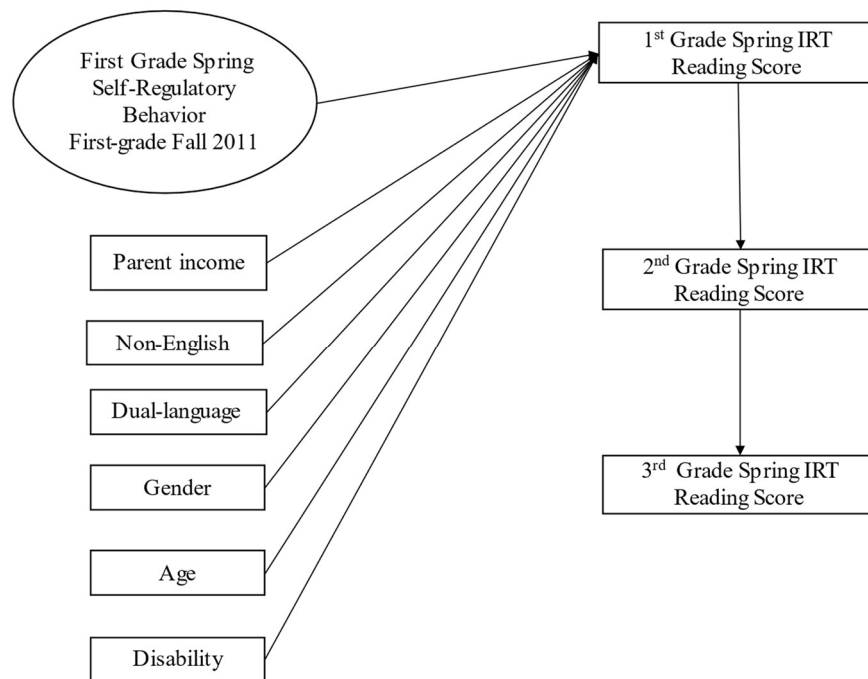 First Grade Spring
Self-Regulatory
Behavior
First-grade Fall 2011
1st Grade Spring IRT
Reading Score
Parent income
2nd Grade Spring IRT
Reading Score
Non-English
Dual-language
Gender
3rd Grade Spring IRT
Reading Score
Age
Disability